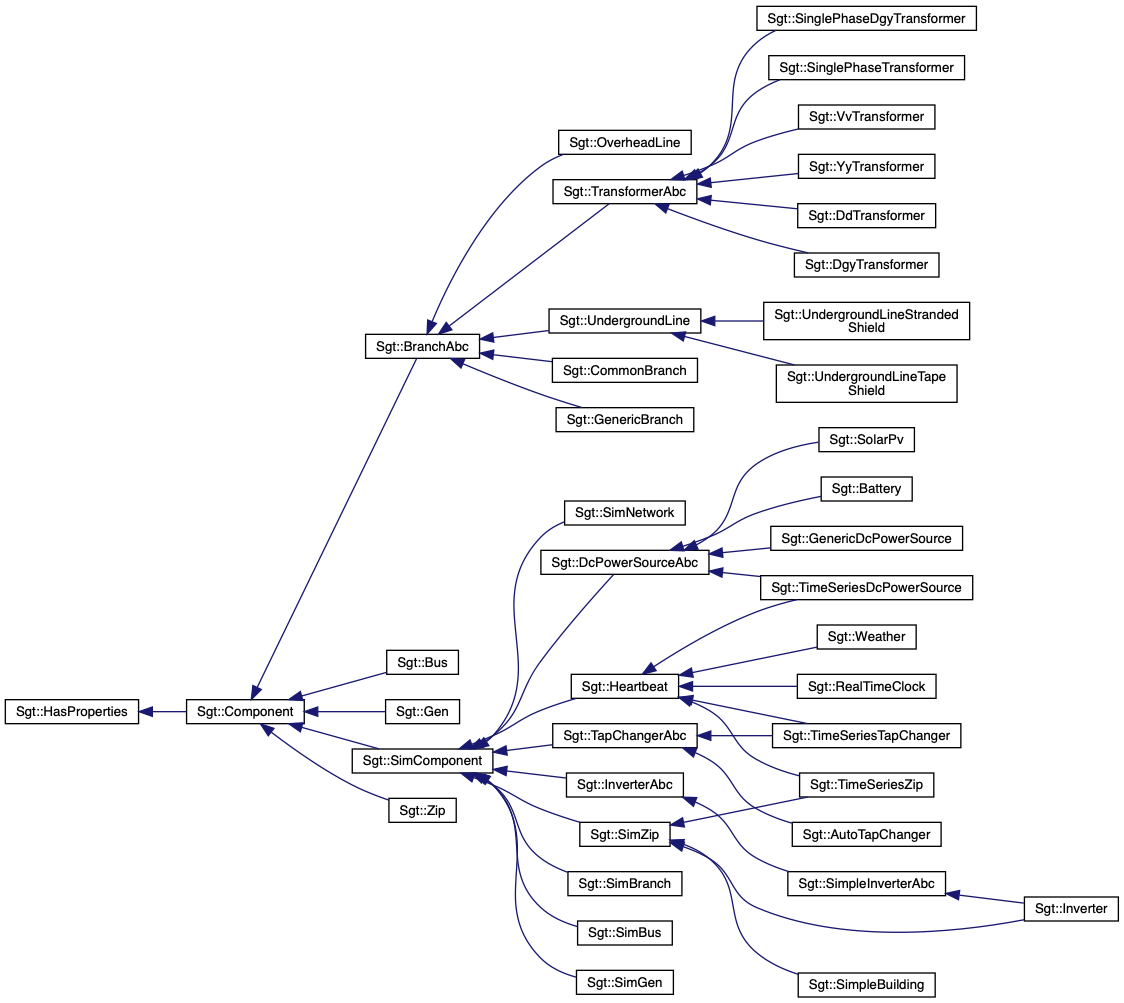 Sgt::SinglePhaseDgyTransformer
Sgt::SinglePhaseTransformer
Sgt::VvTransformer
Sgt::OverheadLine
Sgt::YyTransformer
Sgt::TransformerAbc
Sgt::DdTransformer
Sgt::DgyTransformer
Sgt::UndergroundLine
Sgt::UndergroundLineStranded
Shield
Sgt::BranchAbc
Sgt::CommonBranch
Sgt::UndergroundLineTape
Shield
Sgt::GenericBranch
Sgt::SolarPv
Sgt::Battery
Sgt::SimNetwork
Sgt::GenericDcPowerSource
Sgt::DcPowerSourceAbc
Sgt::TimeSeriesDcPowerSource
Sgt::Weather
Sgt::Bus
Sgt::Heartbeat
Sgt::RealTimeClock
Sgt::HasProperties
Sgt::Component
Sgt::Gen
Sgt::TapChangerAbc
Sgt::TimeSeriesTapChanger
Sgt::SimComponent
Sgt::InverterAbc
Sgt::TimeSeriesZip
Sgt::Zip
Sgt::SimZip
Sgt::AutoTapChanger
Sgt::SimBranch
Sgt::SimpleInverterAbc
Sgt::Inverter
Sgt::SimBus
Sgt::SimGen
Sgt::SimpleBuilding